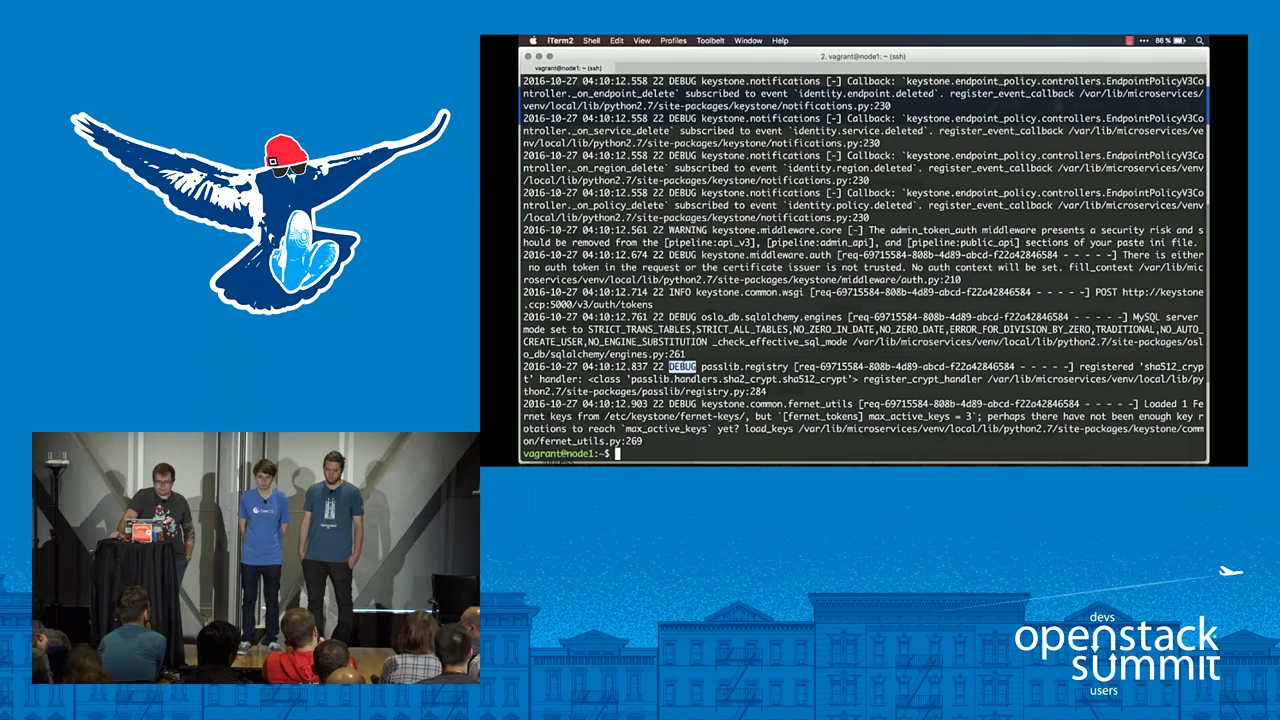 iTerm2 Shell Edit View Profiles Toolbelt Window Help 86%
2. vagrant@node1: ~ (ssh)
vagrant@node1: ~ (ssh)
2016-10-27 04:10:12.558 22 DEBUG keystone.notifications [-] Callback: `keystone.endpoint_policy.controllers.EndpointPolicyV3Co
ntroller._on_endpoint_delete` subscribed to event `identity.endpoint.deleted`. register_event_callback /var/lib/microservices/
venv/local/lib/python2.7/site-packages/keystone/notifications.py:230
2016-10-27 04:10:12.558 22 DEBUG keystone.notifications [-] Callback: `keystone.endpoint_policy.controllers.EndpointPolicyV3Co
ntroller._on_service_delete` subscribed to event `identity.service.deleted`. register_event_callback /var/lib/microservices/ve
nv/local/lib/python2.7/site-packages/keystone/notifications.py:230
2016-10-27 04:10:12.558 22 DEBUG keystone.notifications [-] Callback: `keystone.endpoint_policy.controllers.EndpointPolicyV3Co
ntroller._on_region_delete` subscribed to event `identity.region.deleted`. register_event_callback /var/lib/microservices/venv
/local/lib/python2.7/site-packages/keystone/notifications.py:230
2016-10-27 04:10:12.558 22 DEBUG keystone.notifications [-] Callback: `keystone.endpoint_policy.controllers.EndpointPolicyV3Co
ntroller._on_policy_delete` subscribed to event `identity.policy.deleted`. register_event_callback /var/lib/microservices/venv
/local/lib/python2.7/site-packages/keystone/notifications.py:230
2016-10-27 04:10:12.561 22 WARNING keystone.middleware.core [-] The admin_token_auth middleware presents a security risk and s
hould be removed from the [pipeline:api_v3], [pipeline:admin_api], and [pipeline:public_api] sections of your paste ini file.
2016-10-27 04:10:12.674 22 DEBUG keystone.middleware.auth [req-69715584-808b-4d89-abcd-f22a42846584 - - - - -] There is either
no auth token in the request or the certificate issuer is not trusted. No auth context will be set. fill_context /var/lib/mic
roservices/venv/local/lib/python2.7/site-packages/keystone/middleware/auth.py:210
2016-10-27 04:10:12.714 22 INFO keystone.common.wsgi [req-69715584-808b-4d89-abcd-f22a42846584 - - - - -] POST http://keystone
.ccp:5000/v3/auth/tokens
2016-10-27 04:10:12.761 22 DEBUG oslo_db.sqlalchemy.engines [req-69715584-808b-4d89-abcd-f22a42846584 - - - - -] MySQL server
mode set to STRICT_TRANS_TABLES,STRICT_ALL_TABLES,NO_ZERO_IN_DATE,NO_ZERO_DATE,ERROR_FOR_DIVISION_BY_ZERO,TRADITIONAL,NO_AUTO_
CREATE_USER,NO_ENGINE_SUBSTITUTION _check_effective_sql_mode /var/lib/microservices/venv/local/lib/python2.7/site-packages/osl
o_db/sqlalchemy/engines.py:261
2016-10-27 04:10:12.837 22 DEBUG passlib.registry [req-69715584-808b-4d89-abcd-f22a42846584 - - - - -] registered 'sha512_cryp
t' handler: <class 'passlib.handlers.sha2_crypt.sha512_crypt'> register_crypt_handler /var/lib/microservices/venv/local/lib/py
thon2.7/site-packages/passlib/registry.py:284
2016-10-27 04:10:12.903 22 DEBUG keystone.common.fernet_utils [req-69715584-808b-4d89-abcd-f22a42846584 - - - - -] Loaded 1 Fe
rnet keys from /etc/keystone/fernet-keys/, but `[fernet_tokens] max_active_keys = 3`; perhaps there have not been enough key r
otations to reach `max_active_keys` yet? load_keys /var/lib/microservices/venv/local/lib/python2.7/site-packages/keystone/comm
on/fernet_utils.py:269
vagrant@node1:~$
devs
openstack
summit
users